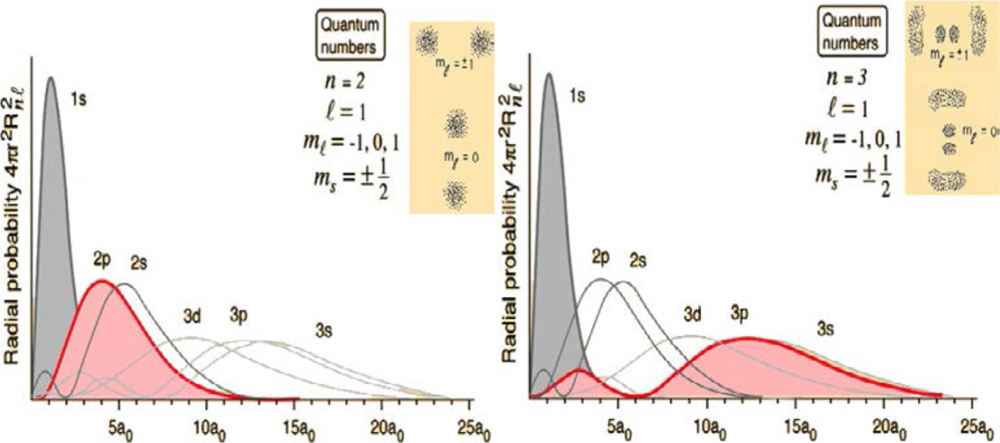 Quantum
numbers
n = 2
ℓ = 1
mℓ = -1, 0, 1
ms = ± 1/2
mℓ = ±1
mℓ = 0
Radial probability 4πr²R²nℓ
1s
2p
2s
3d
3p
3s
5a₀
10a₀
15a₀
20a₀
25a₀
Quantum
numbers
n = 3
ℓ = 1
mℓ = -1, 0, 1
ms = ± 1/2
mℓ = ±1
mℓ = 0
Radial probability 4πr²R²nℓ
1s
2p
2s
3d
3p
3s
5a₀
10a₀
15a₀
20a₀
25a₀